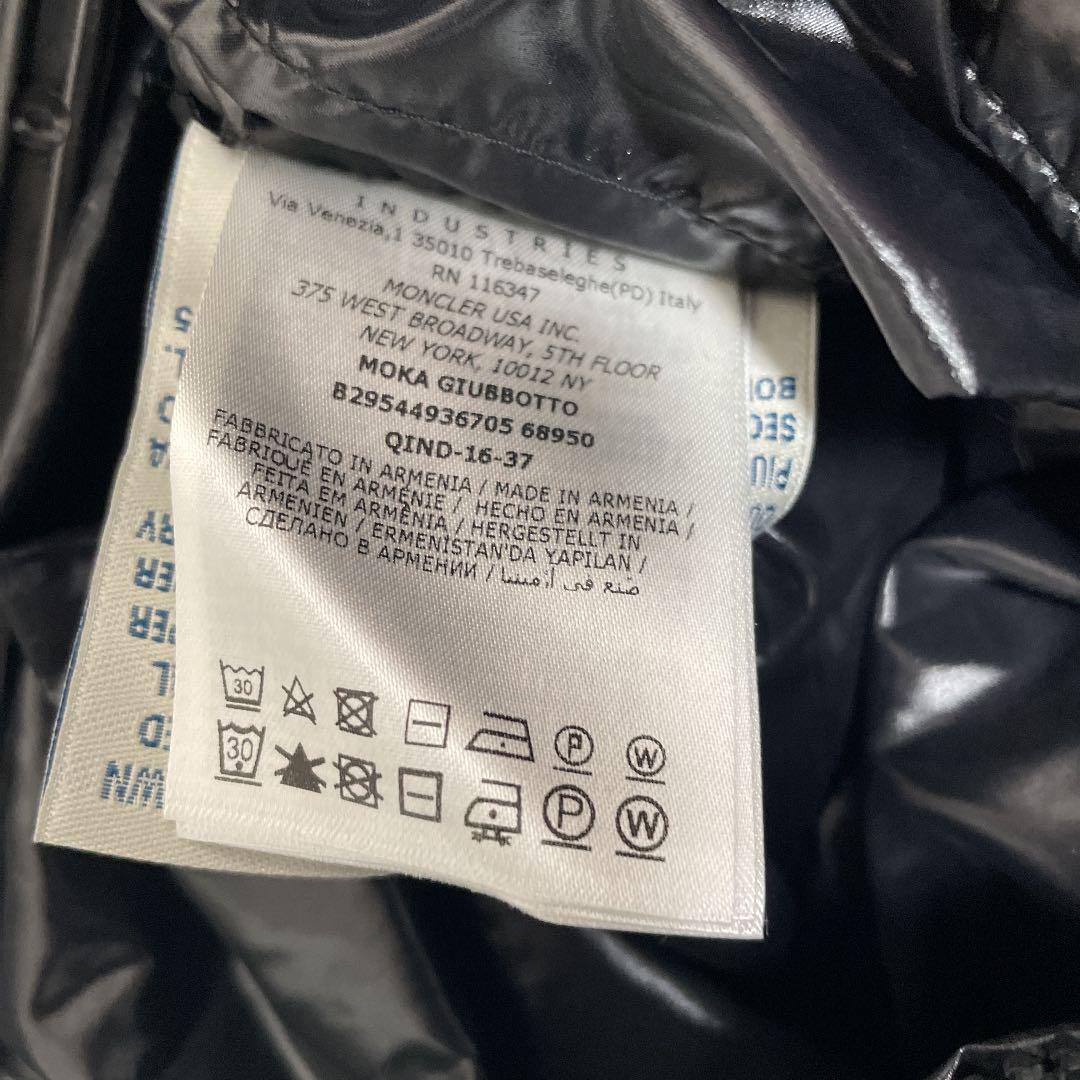 INDUSTRIES
Via Venezia,1 35010 Trebaseleghe(PD) Italy
RN 116347
MONCLER USA INC.
375 WEST BROADWAY, 5TH FLOOR
NEW YORK, 10012 NY
MOKA GIUBBOTTO
B29544936705 68950
QIND-16-37
FABBRICATO IN ARMENIA / MADE IN ARMENIA /
FABRIQUÉ EN ARMÉNIE / HECHO EN ARMENIA /
FEITA EM ARMÊNIA / HERGESTELLT IN
ARMENIEN / ERMENISTAN'DA YAPILAN /
СДЕЛАНО В АРМЕНИИ / صنع في أرمينيا
30 P W
30 P W